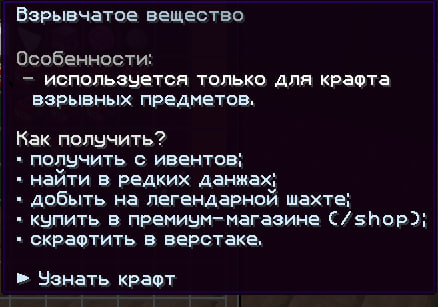 Взрывчатое вещество
Особенности:
– используется только для крафта
взрывных предметов.
Как получить?
• получить с ивентов;
• найти в редких данжах;
• добыть на легендарной шахте;
• купить в премиум-магазине (/shop);
• скрафтить в верстаке.
► Узнать крафт